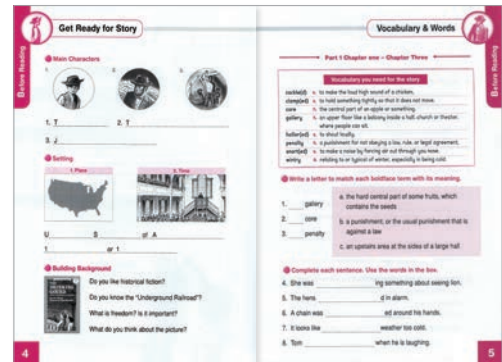 Get Ready for Story
Before Reading
Main Characters
1.
2.
3.
1. T
2. T
3. J
Setting
1. Place
2. Time
U S of A
1 or 1
Building Background
Do you like historical fiction?
Do you know the "Underground Railroad"?
What is freedom? Is it important?
What do you think about the picture?
4
Vocabulary & Words
Before Reading
Part 1 Chapter one - Chapter Three
Vocabulary you need for the story
cackle(d) v. to make the loud high sound of a chicken.
clamp(ed) v. to hold something tightly so that it does not move.
core n. the central part of an apple or something.
gallery n. an upper floor like a balcony inside a hall, church or theater, where people can sit.
holler(ed) v. to shout loudly.
penalty n. a punishment for not obeying a law, rule, or legal agreement.
snort(ed) v. to make a noise by forcing air out through you nose.
wintry a. relating to or typical of winter, especially in being cold.
Write a letter to match each boldface term with its meaning.
1. gallery
2. core
3. penalty
a. the hard central part of some fruits, which contains the seeds
b. a punishment, or the usual punishment that is against a law
c. an upstairs area at the sides of a large hall
Complete each sentence. Use the words in the box.
4. She was ing something about seeing lion.
5. The hens d in alarm.
6. A chain was ed around his hands.
7. It looks like weather too cold.
8. Tom when he is laughing.
5